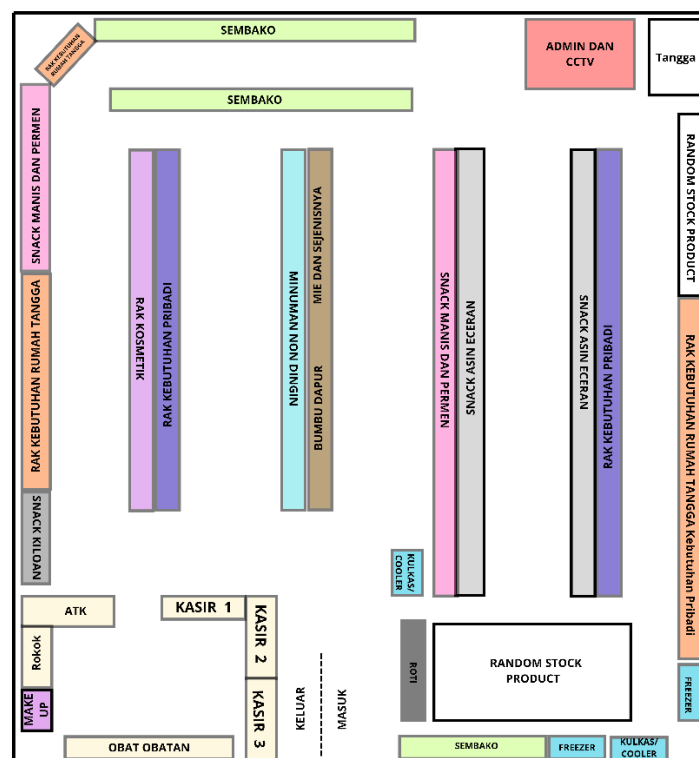 SEMBAKO
RAK KEBUTUHAN
RUMAH TANGGA
ADMIN DAN
CCTV
Tangga
SEMBAKO
SNACK MANIS DAN PERMEN
RAK KEBUTUHAN RUMAH TANGGA
SNACK KILOAN
RAK KOSMETIK
RAK KEBUTUHAN PRIBADI
MINUMAN NON DINGIN
MIE DAN SEJENISNYA
BUMBU DAPUR
SNACK MANIS DAN PERMEN
SNACK ASIN ECERAN
SNACK ASIN ECERAN
RAK KEBUTUHAN PRIBADI
RANDOM STOCK PRODUCT
RAK KEBUTUHAN RUMAH TANGGA Kebutuhan Pribadi
FREEZER
KULKAS/
COOLER
ATK
KASIR 1
KASIR 2
KASIR 3
Rokok
MAKE
UP
OBAT OBATAN
KELUAR
MASUK
ROTI
RANDOM STOCK
PRODUCT
SEMBAKO
FREEZER
KULKAS/
COOLER